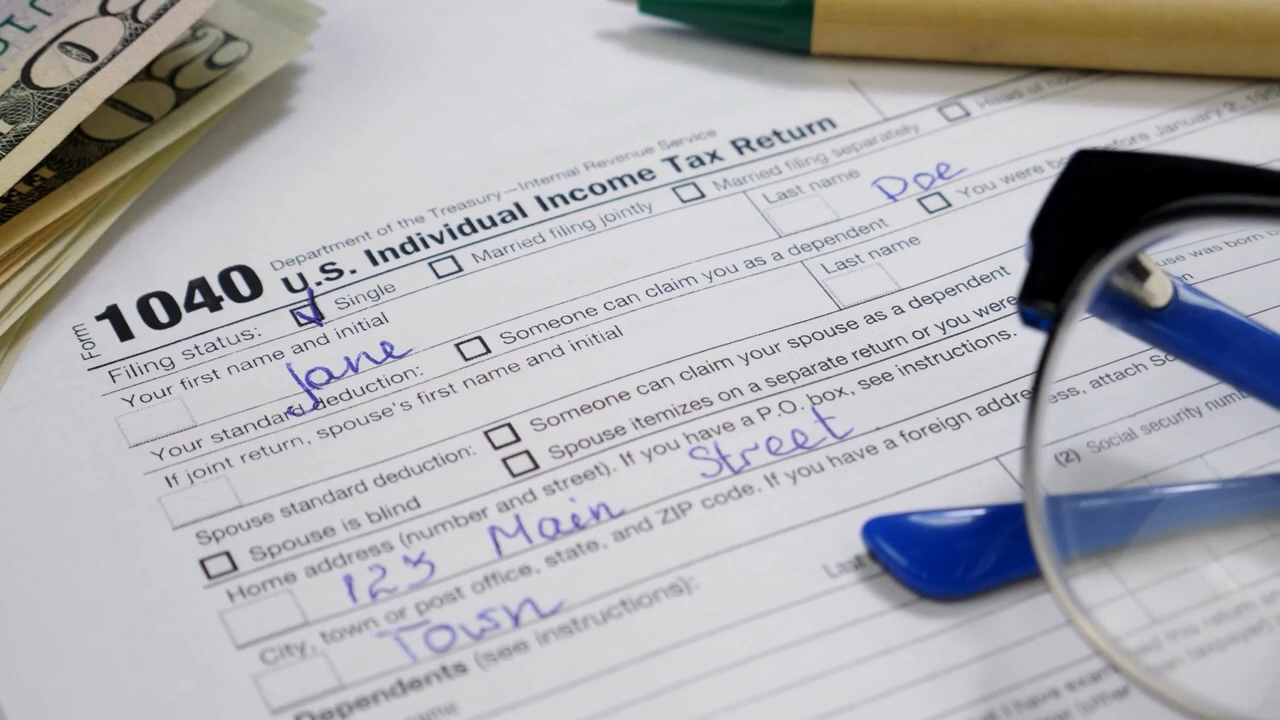 Form 1040 Department of the Treasury—Internal Revenue Service
U.S. Individual Income Tax Return
Filing status: Single Married filing jointly Married filing separately Head of
Your first name and initial Last name
Jane Doe
Your standard deduction: Someone can claim you as a dependent You were before January 2,
If joint return, spouse's first name and initial Last name
Spouse standard deduction: Someone can claim your spouse as a dependent was born
Spouse is blind Spouse itemizes on a separate return or you were
Home address (number and street). If you have a P.O. box, see instructions.
123 Main Street
City, town or post office, state, and ZIP code. If you have a foreign address, attach
Town
Dependents (see instructions): (2) Social security
name Last